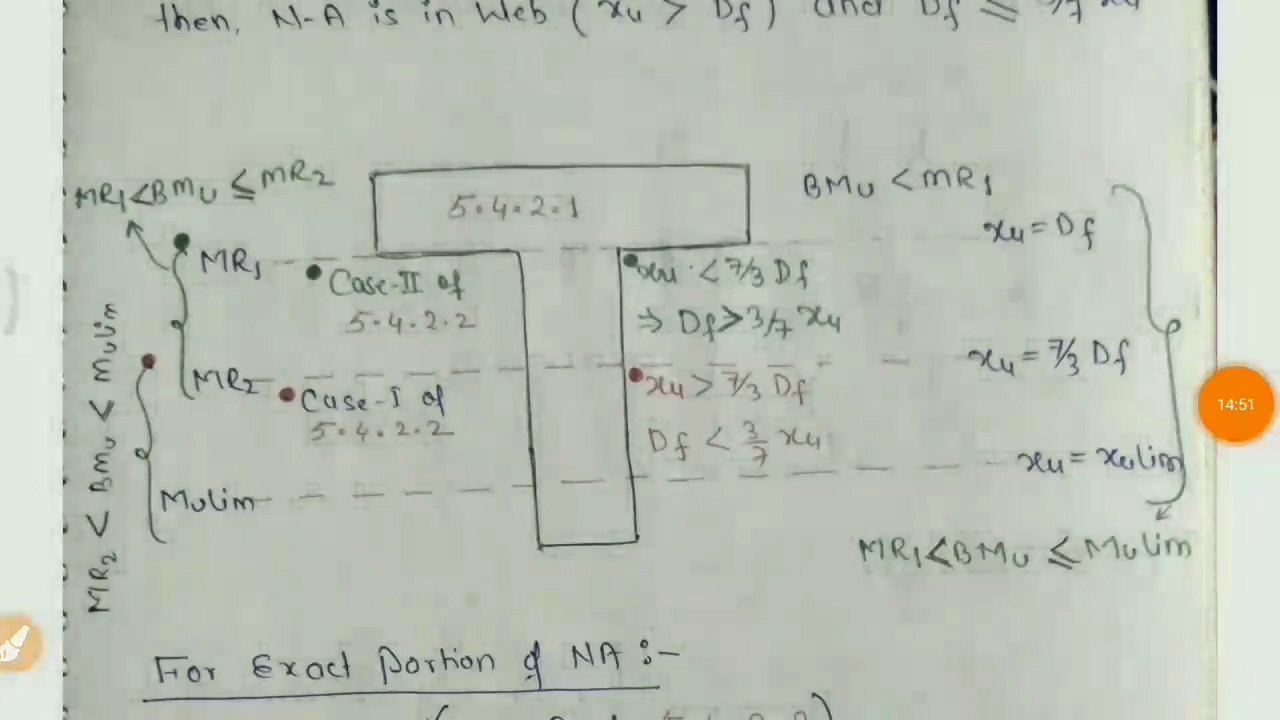 then, N-A is in Web (xu > Df) and Df ≤ 3/7 xu
MR1<BMu ≤ MR2
5.4.2.1
BMu < MR1
xu = Df
MR1
Case-II of
5.4.2.2
xu < 7/3 Df
⇒ Df > 3/7 xu
MR2 < BMu < Mulim
xu = 7/3 Df
MR2
Case-I of
5.4.2.2
xu > 7/3 Df
Df < 3/7 xu
xu = xulim
Mulim
MR1<BMu ≤ Mulim
For Exact Portion of NA :-
14:51